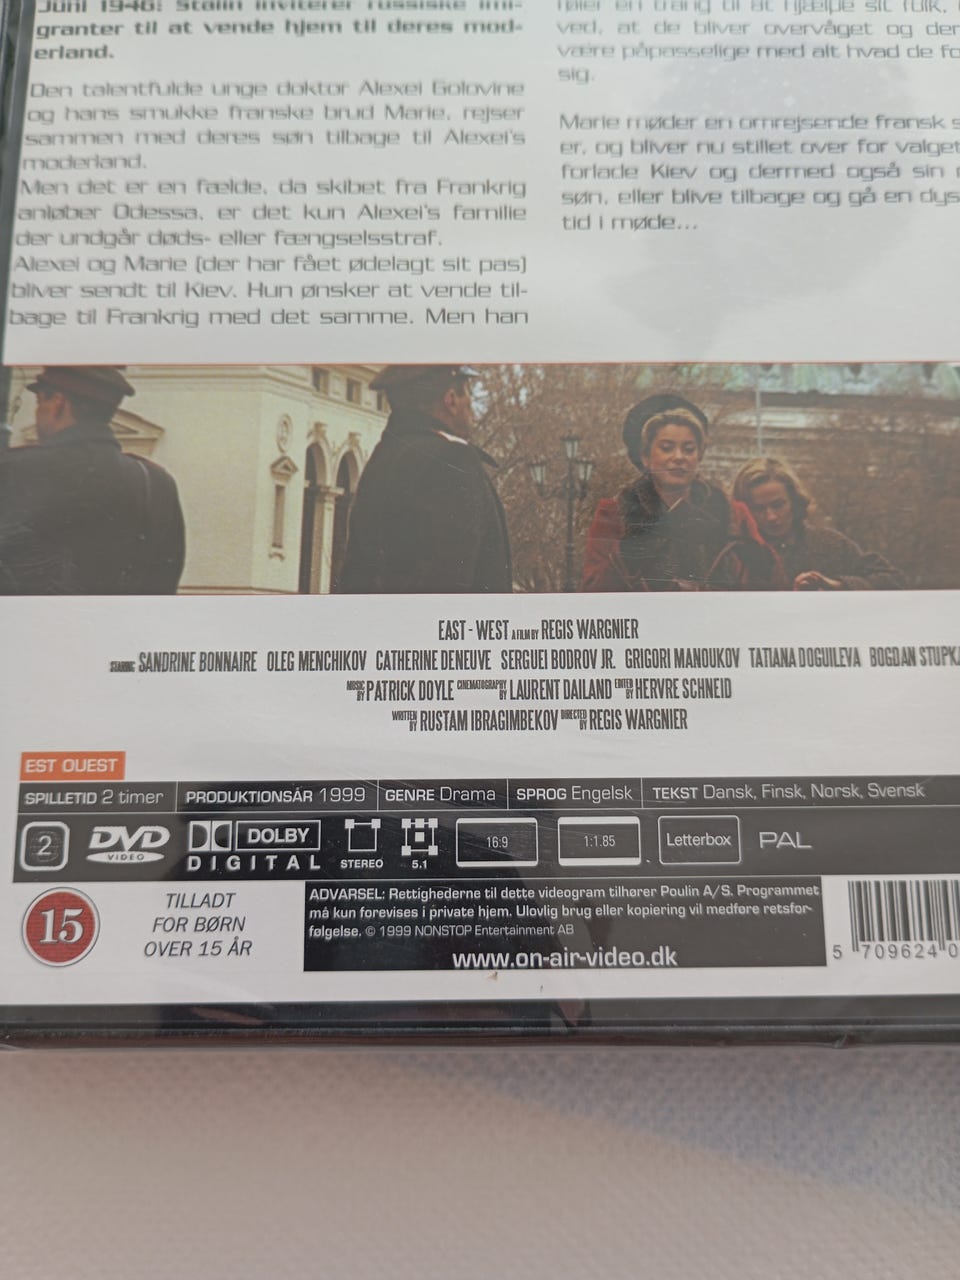 Juni 1946: Stalin inviterer russiske imi-
granter til at vende hjem til deres mod-
erland.
Den talentfulde unge doktor Alexei Golovine
og hans smukke franske brud Marie, rejser
sammen med deres søn tilbage til Alexei's
moderland.
Men det er en fælde, da skibet fra Frankrig
anløber Odessa, er det kun Alexei's familie
der undgår døds- eller fængselsstraf.
Alexei og Marie (der har fået ødelagt sit pas)
bliver sendt til Kiev. Hun ønsker at vende til-
bage til Frankrig med det samme. Men han
føler en trang til at hjælpe sit folk,
ved, at de bliver overvåget og der
være påpasselige med alt hvad de fo
sig.
Marie møder en omrejsende fransk s
er, og bliver nu stillet over for valget
forlade Kiev og dermed også sin
søn, eller blive tilbage og gå en dys
tid i møde...
EAST - WEST A FILM BY REGIS WARGNIER
STARRING SANDRINE BONNAIRE OLEG MENCHIKOV CATHERINE DENEUVE SERGUEI BODROV JR. GRIGORI MANOUKOV TATIANA DOGUILEVA BOGDAN STUPKA
MUSIC BY PATRICK DOYLE CINEMATOGRAPHY BY LAURENT DAILAND EDITED BY HERVRE SCHNEID
WRITTEN BY RUSTAM IBRAGIMBEKOV DIRECTED BY REGIS WARGNIER
EST OUEST
SPILLETID 2 timer PRODUKTIONSÅR 1999 GENRE Drama SPROG Engelsk TEKST Dansk, Finsk, Norsk, Svensk
2 DVD VIDEO DOLBY DIGITAL STEREO 5.1 16:9 1:1.85 Letterbox PAL
15
TILLADT
FOR BØRN
OVER 15 ÅR
ADVARSEL: Rettighederne til dette videogram tilhører Poulin A/S. Programmet
må kun forevises i private hjem. Ulovlig brug eller kopiering vil medføre retsfor-
følgelse. © 1999 NONSTOP Entertainment AB
www.on-air-video.dk
5 709624 0